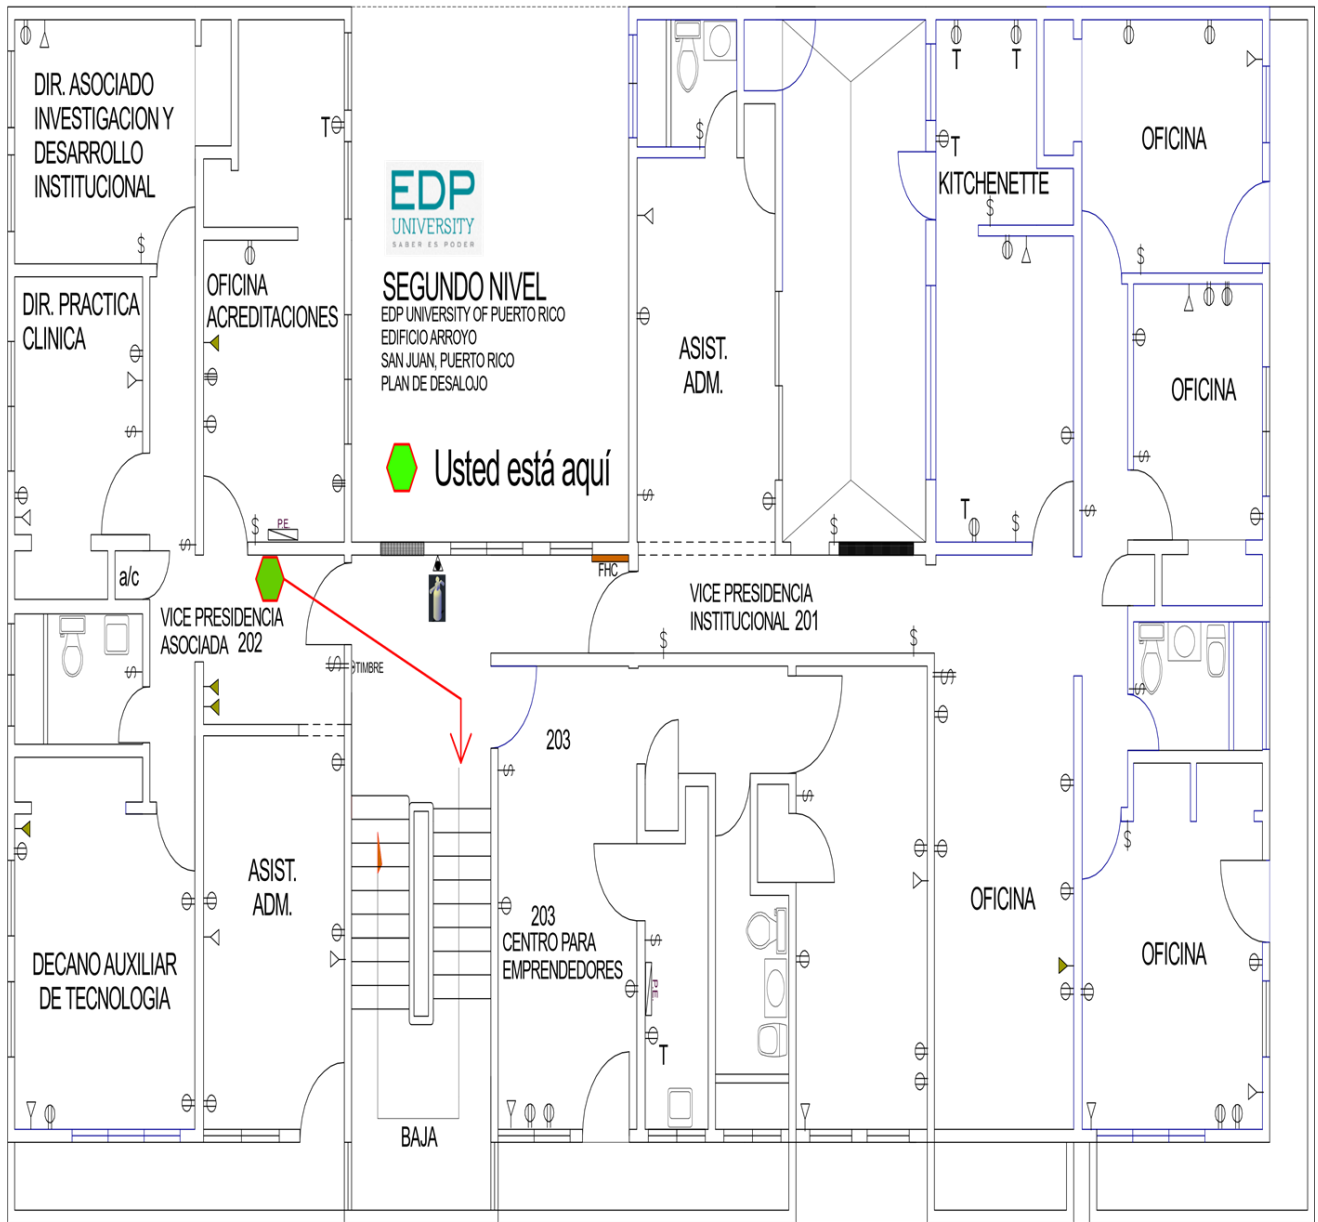 DIR. ASOCIADO
INVESTIGACION Y
DESARROLLO
INSTITUCIONAL
T
EDP
UNIVERSITY
SABER ES PODER
SEGUNDO NIVEL
EDP UNIVERSITY OF PUERTO RICO
EDIFICIO ARROYO
SAN JUAN, PUERTO RICO
PLAN DE DESALOJO
Usted está aquí
T
T
T
KITCHENETTE
OFICINA
DIR. PRACTICA
CLINICA
OFICINA
ACREDITACIONES
ASIST.
ADM.
OFICINA
T
P.E.
a/c
FHC
VICE PRESIDENCIA
ASOCIADA 202
VICE PRESIDENCIA
INSTITUCIONAL 201
TIMBRE
203
ASIST.
ADM.
203
CENTRO PARA
EMPRENDEDORES
OFICINA
DECANO AUXILIAR
DE TECNOLOGIA
P.E.
T
OFICINA
BAJA